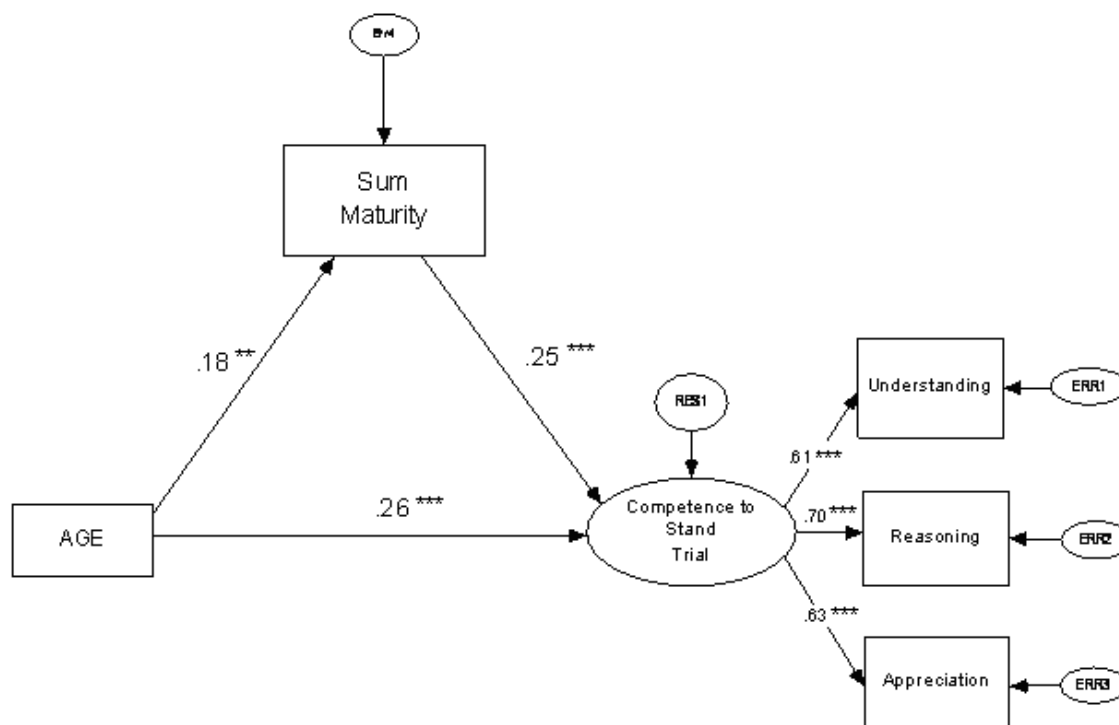 Sum
Maturity
.18 **
.25 ***
RES1
Understanding
ERR1
.61 ***
AGE
.26 ***
Competence to
Stand
Trial
.70 ***
Reasoning
ERR2
.63 ***
Appreciation
ERR3